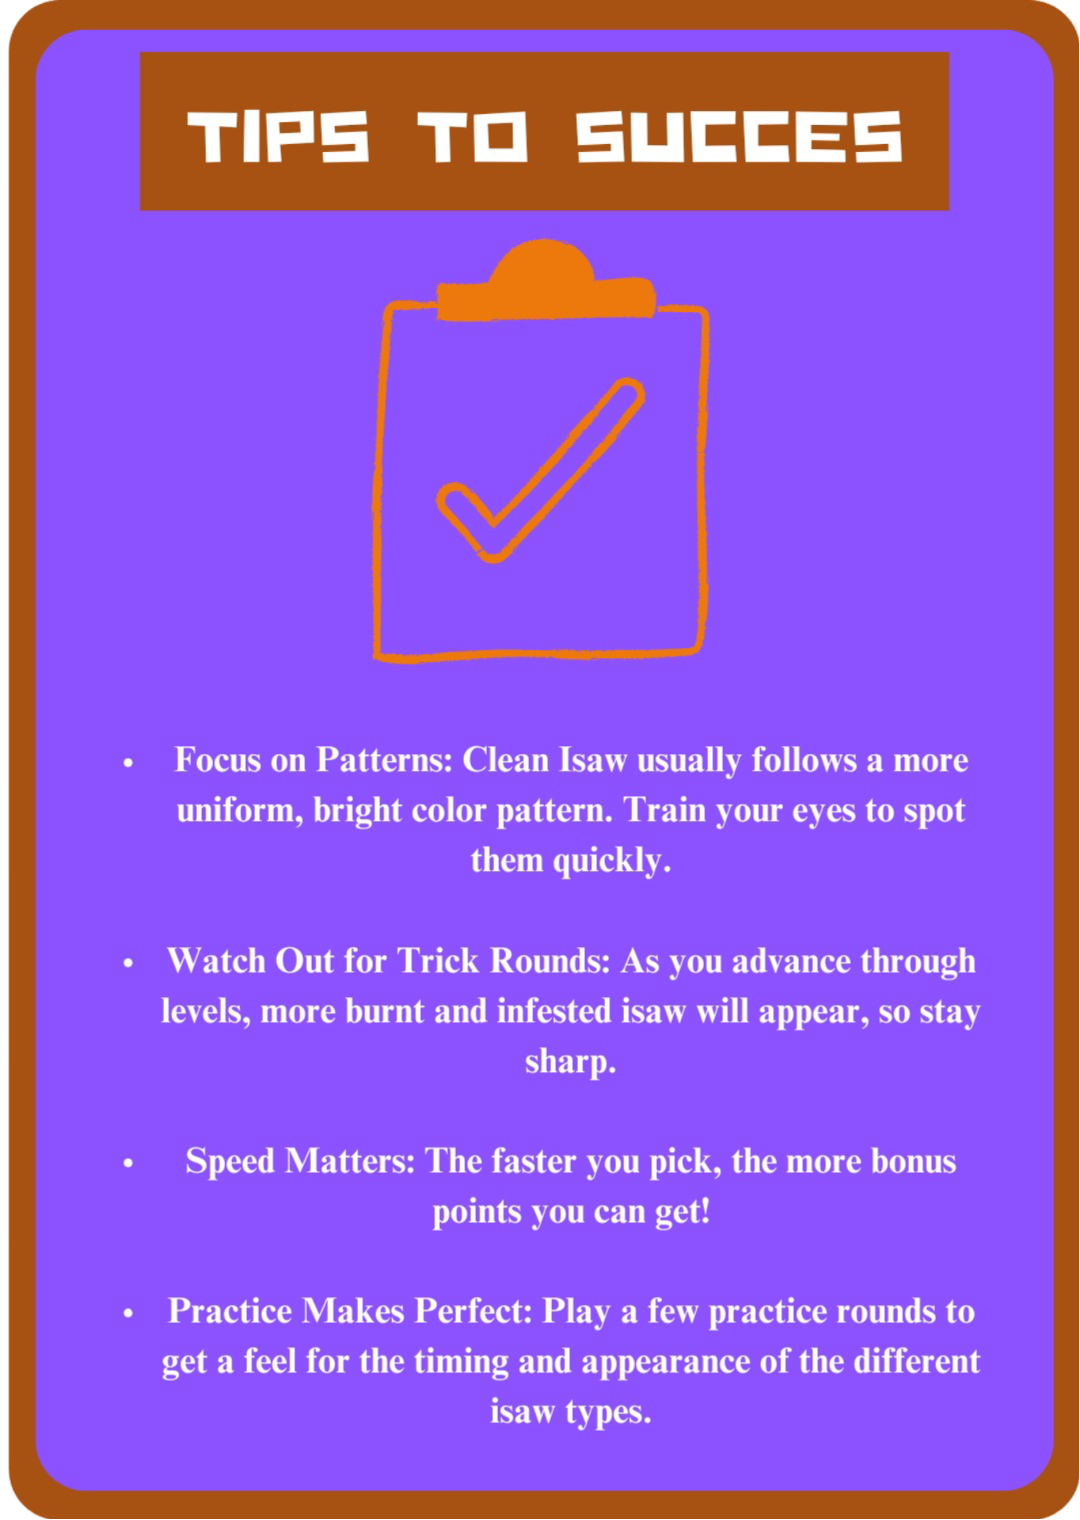 TIPS TO SUCCES
• Focus on Patterns: Clean Isaw usually follows a more
uniform, bright color pattern. Train your eyes to spot
them quickly.
• Watch Out for Trick Rounds: As you advance through
levels, more burnt and infested isaw will appear, so stay
sharp.
• Speed Matters: The faster you pick, the more bonus
points you can get!
• Practice Makes Perfect: Play a few practice rounds to
get a feel for the timing and appearance of the different
isaw types.